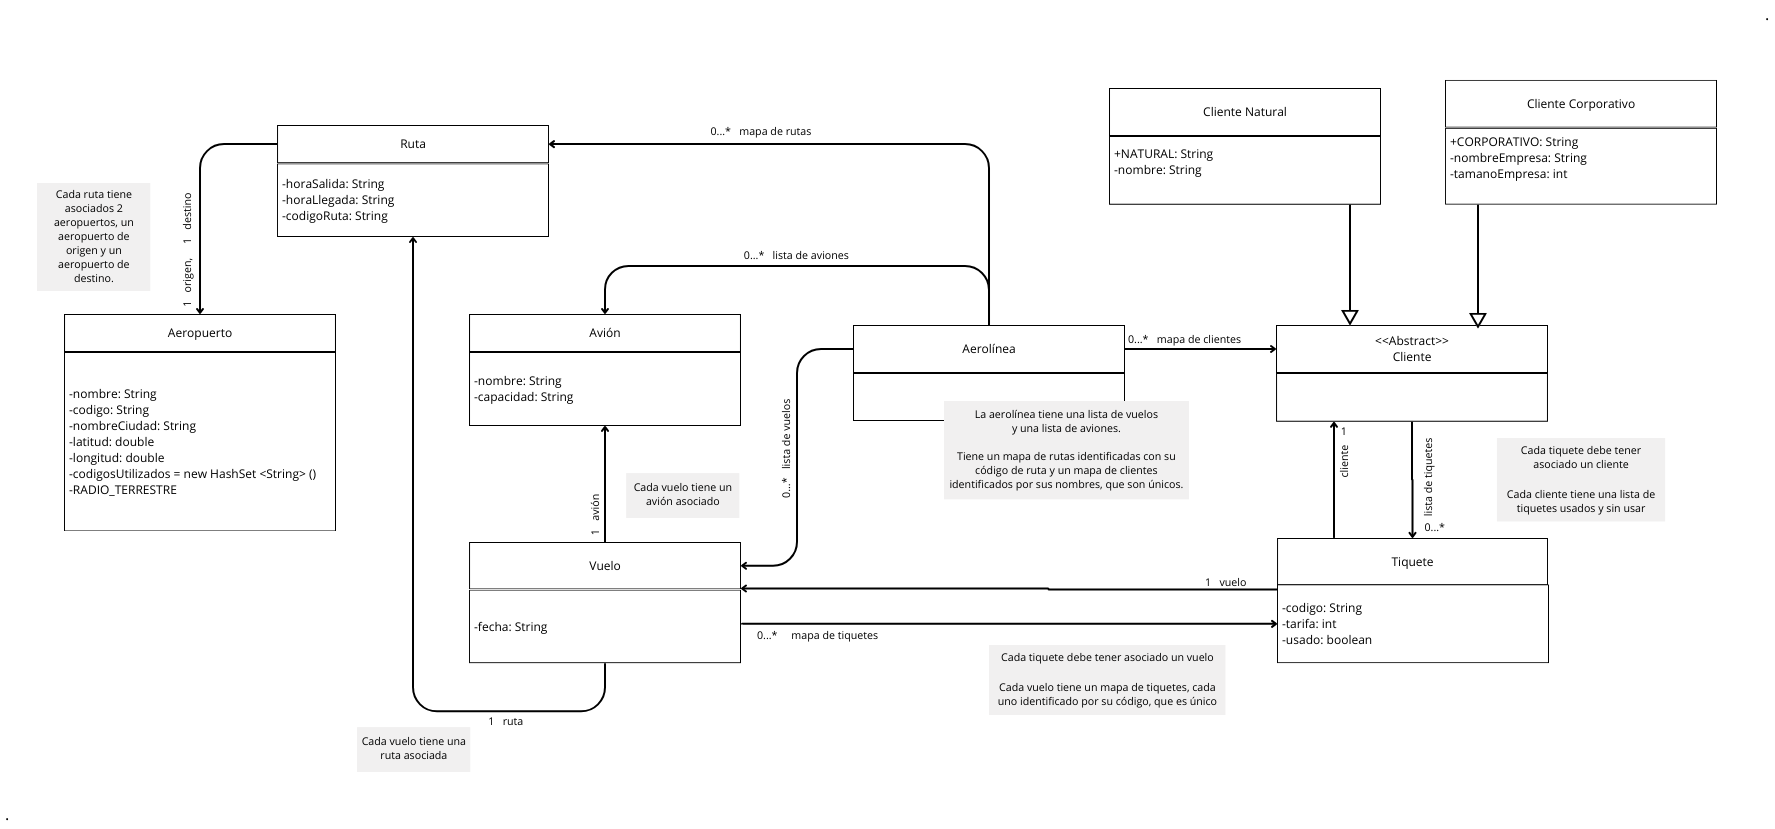 Cliente Natural
+NATURAL: String
-nombre: String
Cliente Corporativo
+CORPORATIVO: String
-nombreEmpresa: String
-tamanoEmpresa: int
Ruta
-horaSalida: String
-horaLlegada: String
-codigoRuta: String
0...* mapa de rutas
Cada ruta tiene
asociados 2
aeropuertos, un
aeropuerto de
origen y un
aeropuerto de
destino.
1 origen, 1 destino
0...* lista de aviones
Aeropuerto
-nombre: String
-codigo: String
-nombreCiudad: String
-latitud: double
-longitud: double
-codigosUtilizados = new HashSet <String> ()
-RADIO_TERRESTRE
Avión
-nombre: String
-capacidad: String
Aerolínea
0...* mapa de clientes
<<Abstract>>
Cliente
0...* lista de vuelos
La aerolínea tiene una lista de vuelos
y una lista de aviones.
Tiene un mapa de rutas identificadas con su
código de ruta y un mapa de clientes
identificados por sus nombres, que son únicos.
cliente 1
lista de tiquetes
0...*
Cada tiquete debe tener
asociado un cliente
Cada cliente tiene una lista de
tiquetes usados y sin usar
Cada vuelo tiene un
avión asociado
1 avión
Vuelo
-fecha: String
1 vuelo
Tiquete
-codigo: String
-tarifa: int
-usado: boolean
0...* mapa de tiquetes
Cada tiquete debe tener asociado un vuelo
Cada vuelo tiene un mapa de tiquetes, cada
uno identificado por su código, que es único
1 ruta
Cada vuelo tiene una
ruta asociada